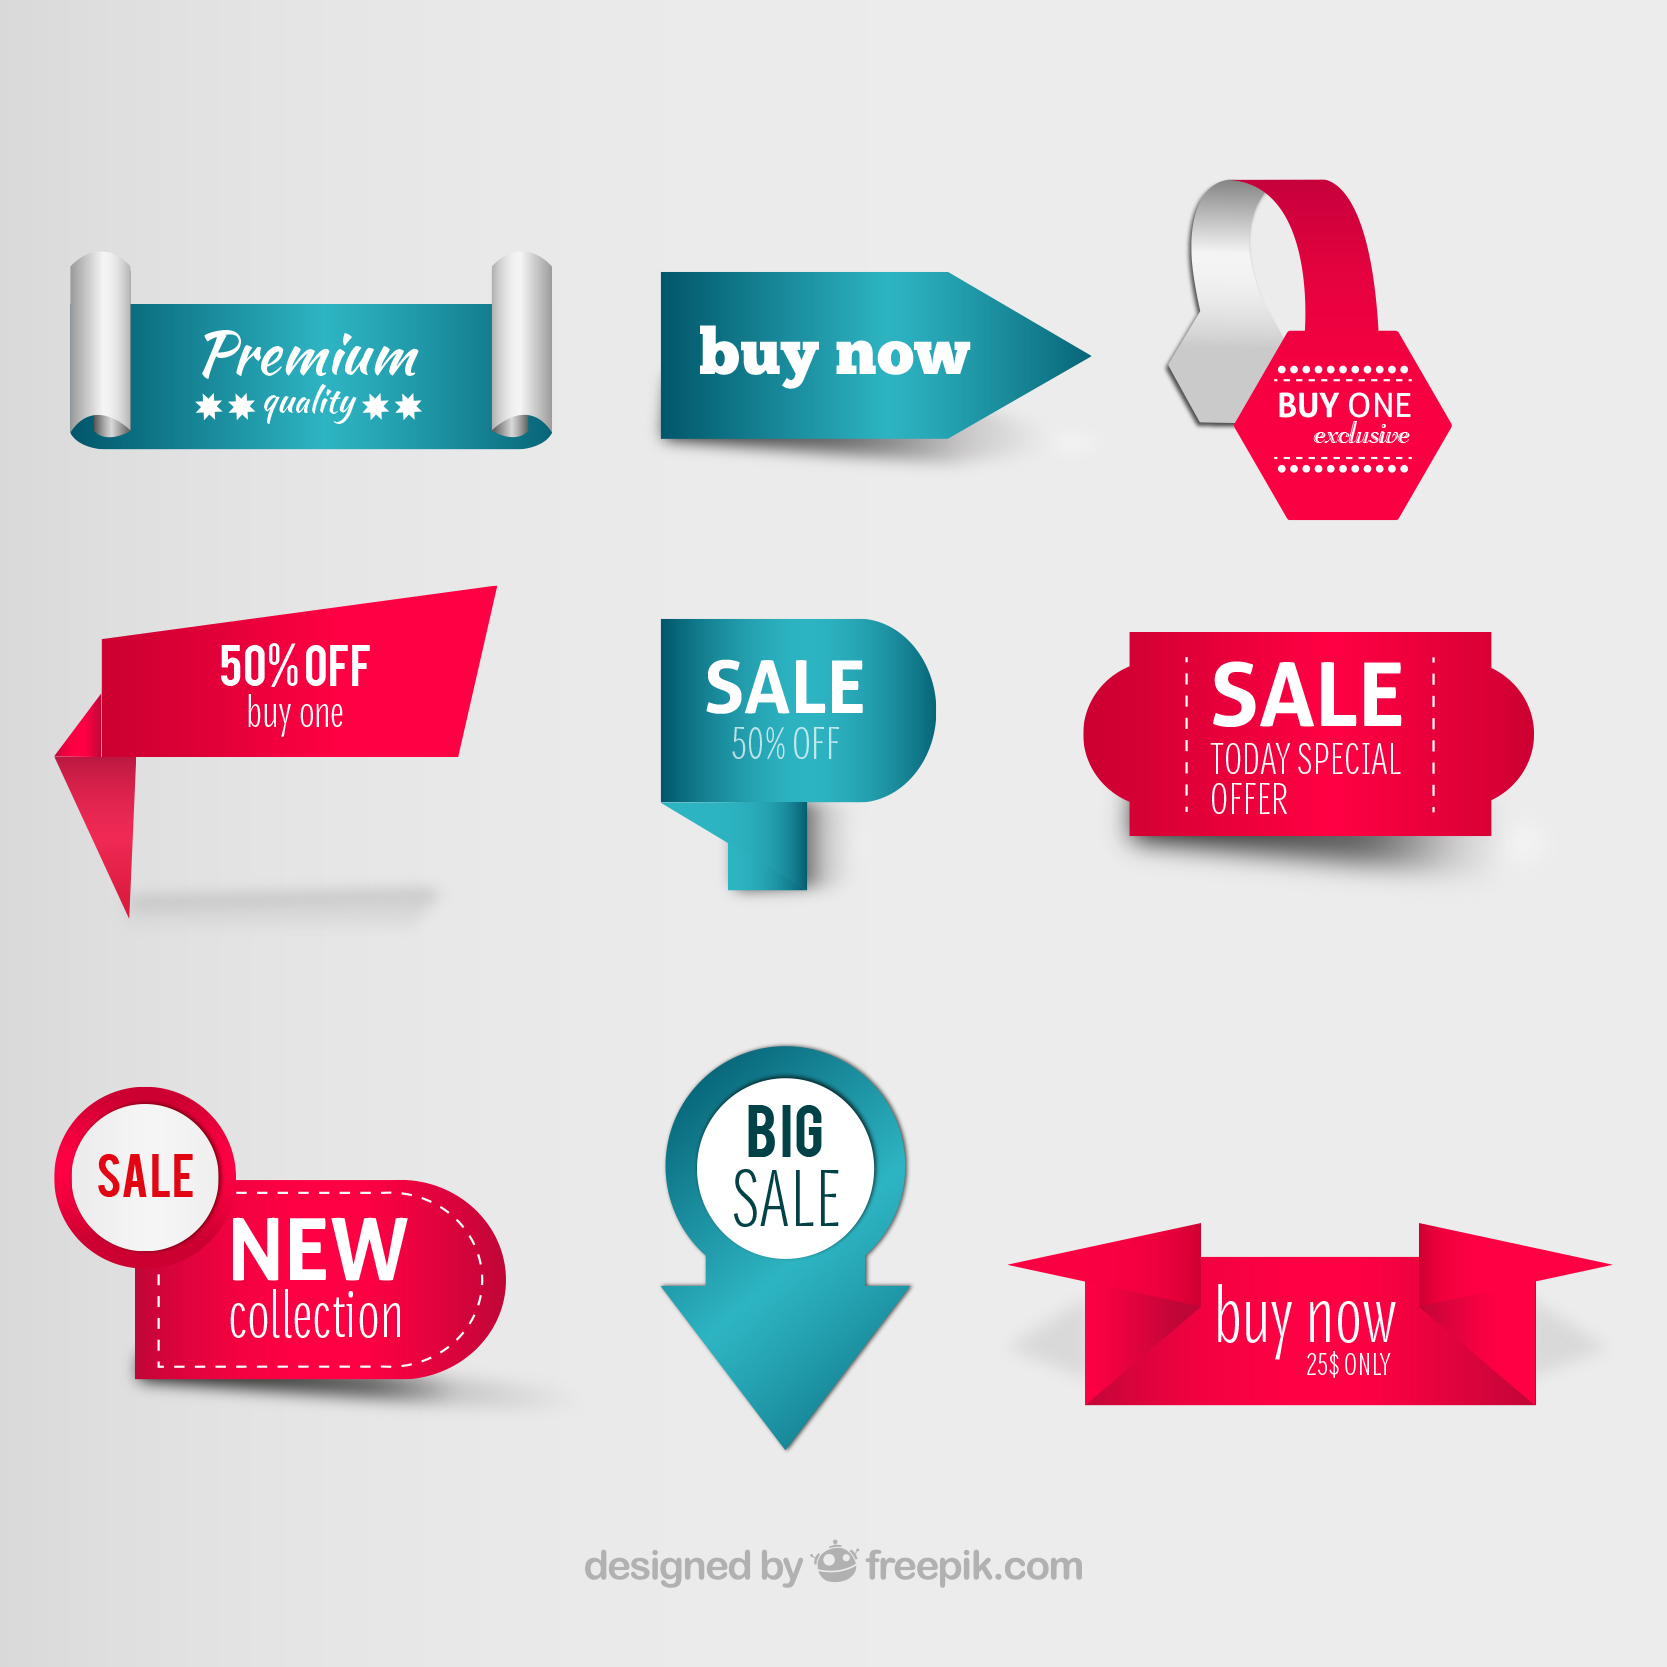 Premium
quality
buy now
BUY ONE
exclusive
50% OFF
buy one
SALE
50% OFF
SALE
TODAY SPECIAL
OFFER
SALE
NEW
collection
BIG
SALE
buy now
25$ ONLY
designed by freepik.com